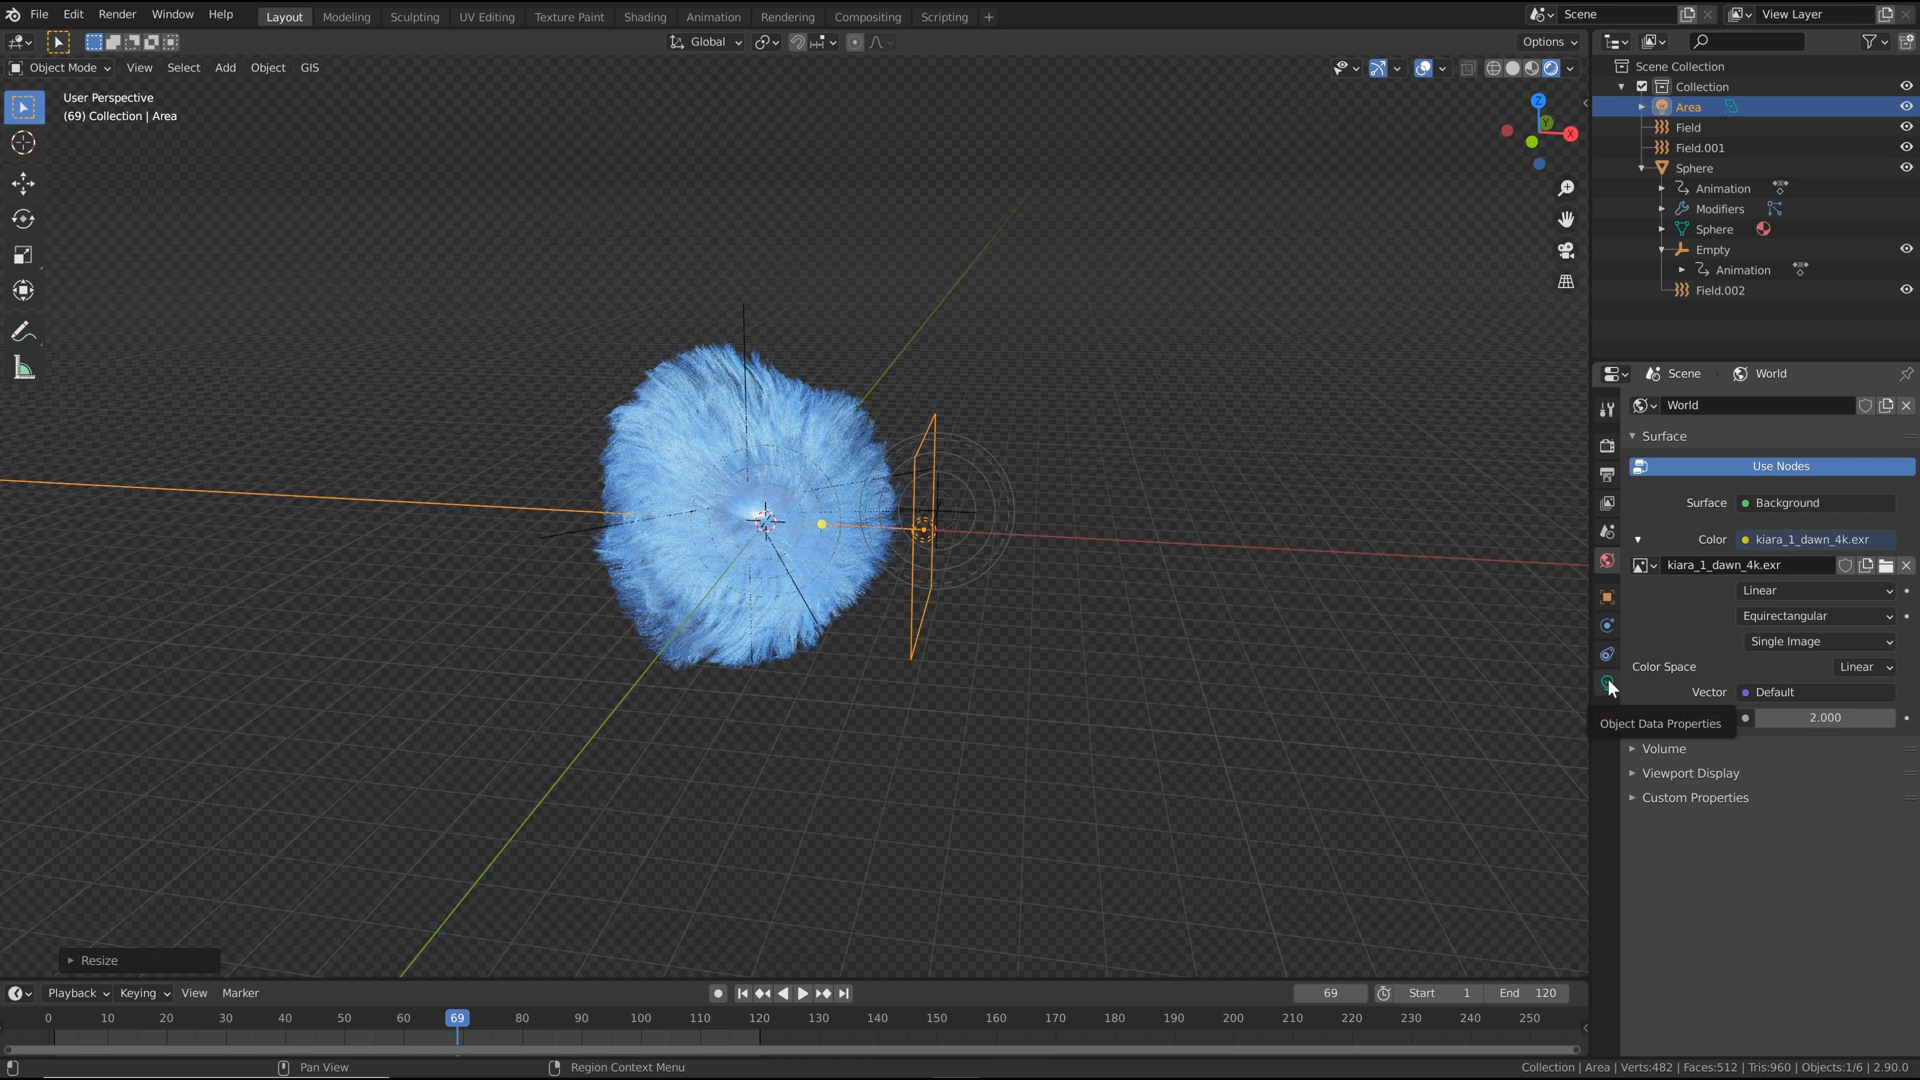 File Edit Render Window Help Layout Modeling Sculpting UV Editing Texture Paint Shading Animation Rendering Compositing Scripting + Scene View Layer
Global Options
Object Mode View Select Add Object GIS
User Perspective
(69) Collection | Area
Z
Y
X
Scene Collection
Collection
Area
Field
Field.001
Sphere
Animation
Modifiers
Sphere
Empty
Animation
Field.002
Scene World
World
Surface
Use Nodes
Surface Background
Color kiara_1_dawn_4k.exr
kiara_1_dawn_4k.exr
Linear
Equirectangular
Single Image
Color Space Linear
Vector Default
Object Data Properties 2.000
Volume
Viewport Display
Custom Properties
Resize
Playback Keying View Marker 69 Start 1 End 120
0 10 20 30 40 50 60 69 80 90 100 110 120 130 140 150 160 170 180 190 200 210 220 230 240 250
Pan View Region Context Menu Collection | Area | Verts:482 | Faces:512 | Tris:960 | Objects:1/6 | 2.90.0